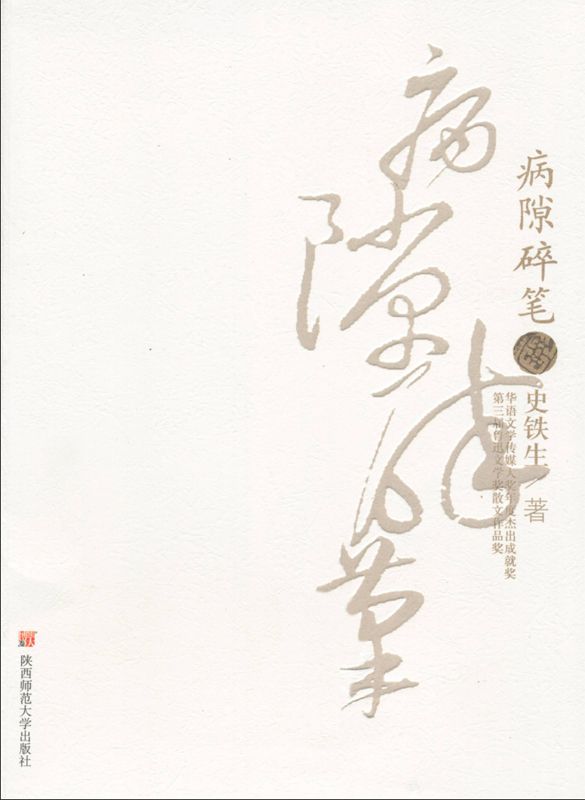 病隙碎笔
病隙碎笔
史铁生/著
华语文学传媒大奖年度杰出成就奖
第三届鲁迅文学奖散文作品奖
陕西师范大学出版社